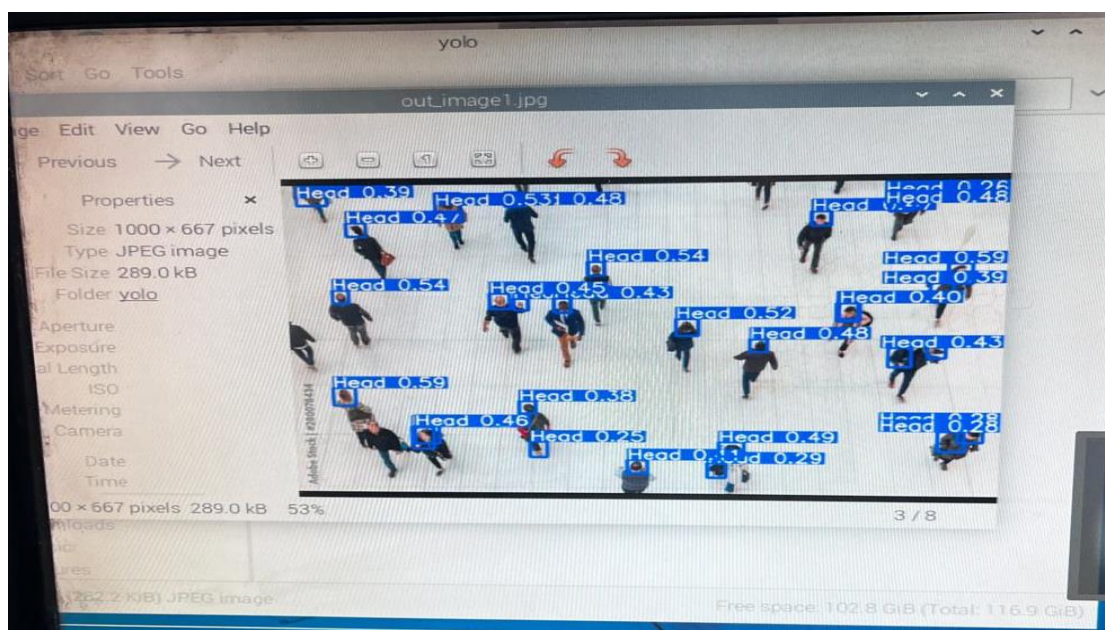 yolo
Sort Go Tools
out_image1.jpg
Edit View Go Help
Previous → Next
Properties ×
Size 1000 × 667 pixels
Type JPEG image
File Size 289.0 kB
Folder yolo
Aperture
Exposure
al Length
ISO
Metering
Camera
Date
Time
Head 0.39
Head 0.53
0.48
Head 0.26
Head 0.48
Head 0.47
Head
Head 0.54
Head 0.59
Head 0.39
Head 0.54
Head 0.45
0.43
Head 0.40
Head 0.52
Head 0.48
Head 0.43
Head 0.59
Head 0.38
Head 0.46
Head 0.25
Head 0.28
Head 0.49
Head 0.
0.29
Adobe Stock | #280078434
00 × 667 pixels 289.0 kB 53%
3 / 8
(282.2 KiB) JPEG image
Free space: 102.8 GiB (Total: 116.9 GiB)